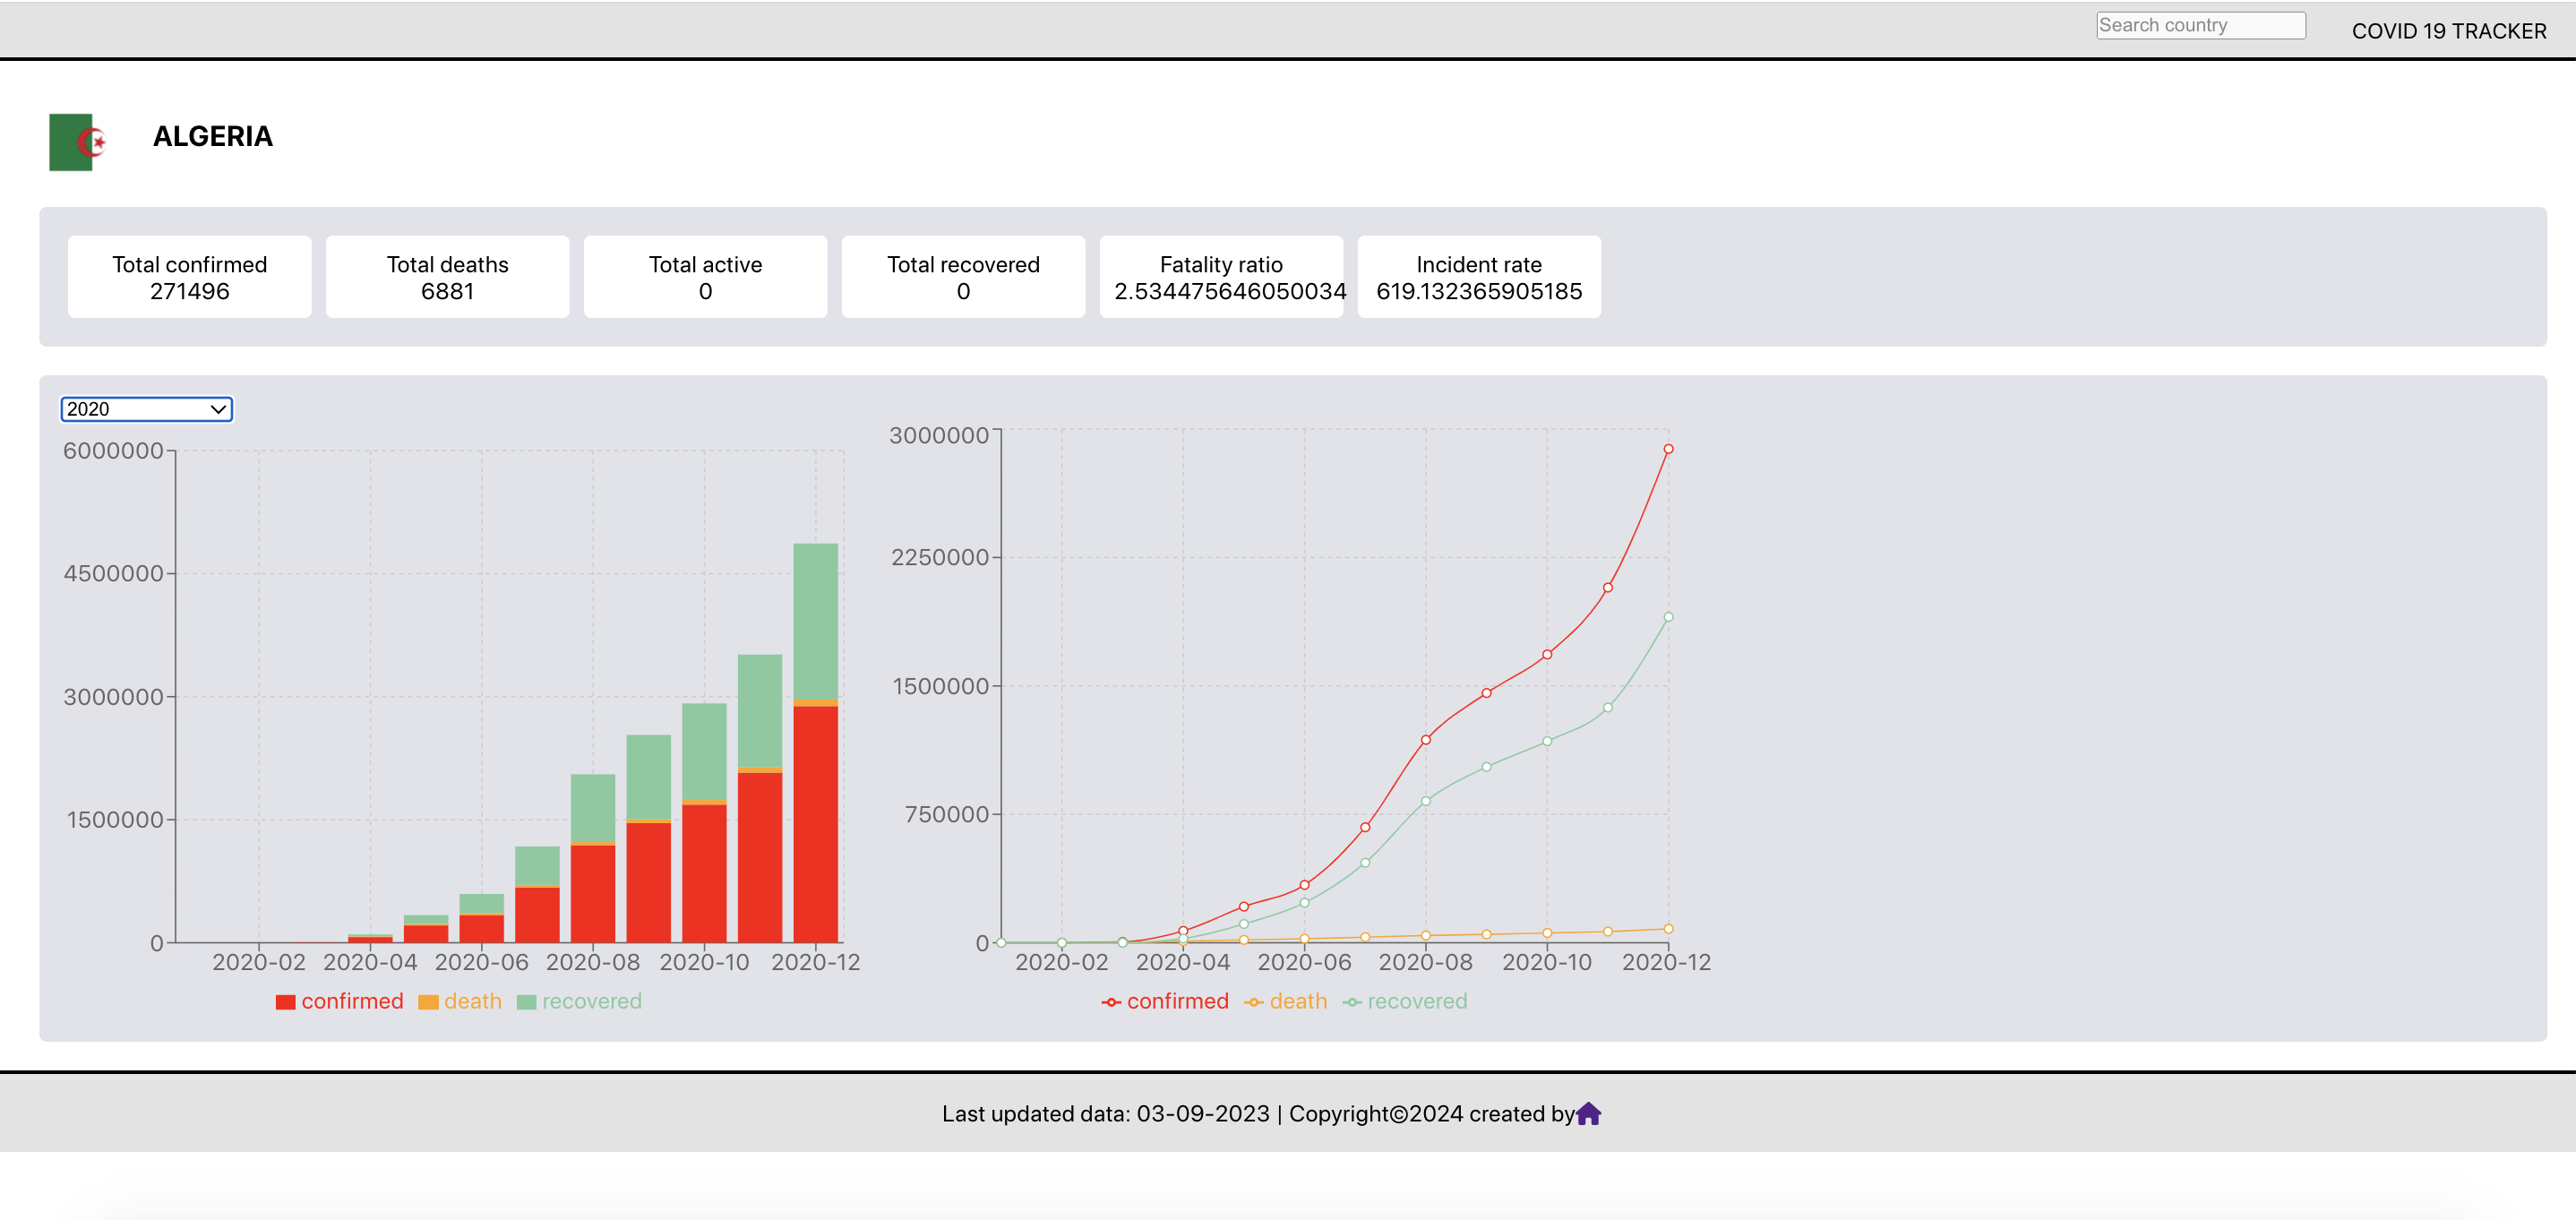 Search country
COVID 19 TRACKER
ALGERIA
Total confirmed
271496
Total deaths
6881
Total active
0
Total recovered
0
Fatality ratio
2.534475646050034
Incident rate
619.132365905185
2020
6000000
4500000
3000000
1500000
0
2020-02 2020-04 2020-06 2020-08 2020-10 2020-12
confirmed death recovered
3000000
2250000
1500000
750000
0
2020-02 2020-04 2020-06 2020-08 2020-10 2020-12
confirmed death recovered
Last updated data: 03-09-2023 | Copyright©2024 created by